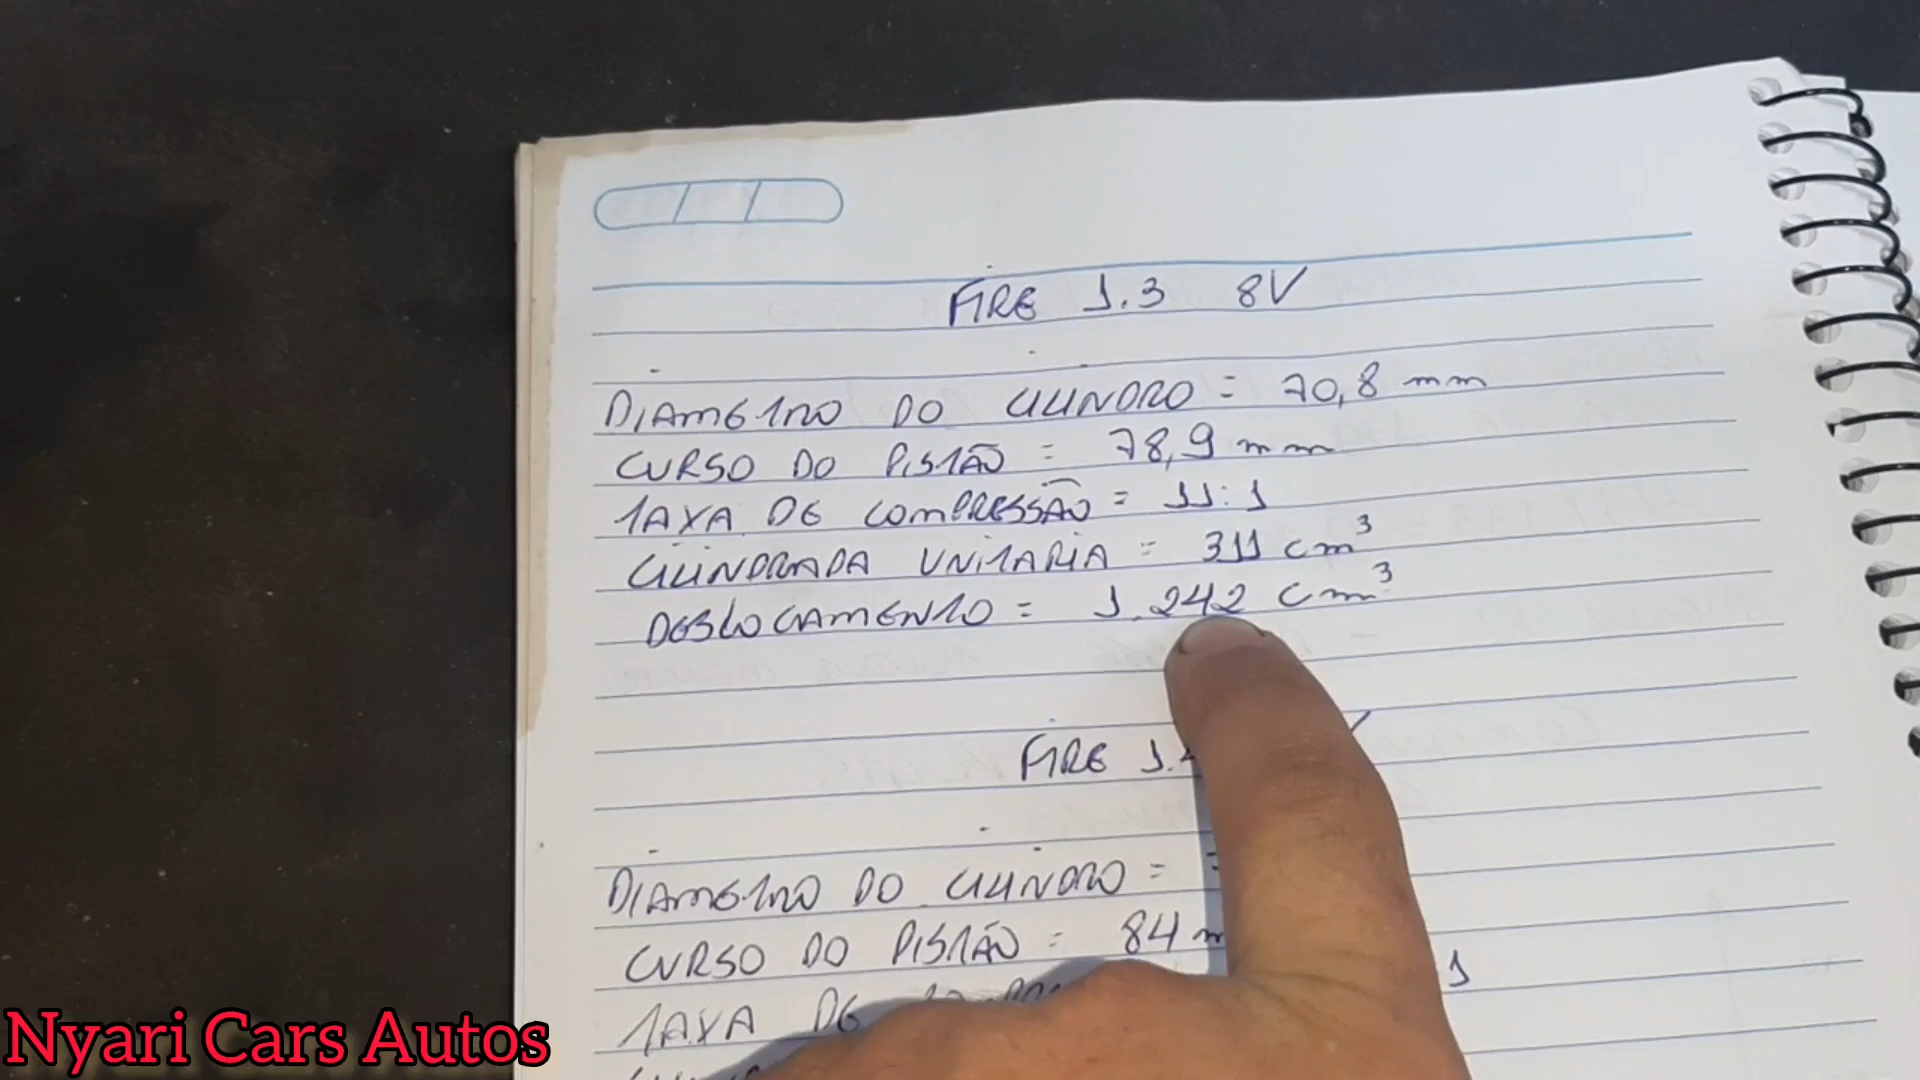 FIRE 1.3 8V
DIAMETRO DO CILINDRO = 70,8 mm
CURSO DO PISTÃO = 78,9 mm
TAXA DE COMPRESSÃO = 11:1
CILINDRADA UNITARIA = 311 cm³
DESLOCAMENTO = 1.242 cm³
FIRE 1.
DIAMETRO DO CILINDRO =
CURSO DO PISTÃO = 84 m
TAXA DE 1
Nyari Cars Autos